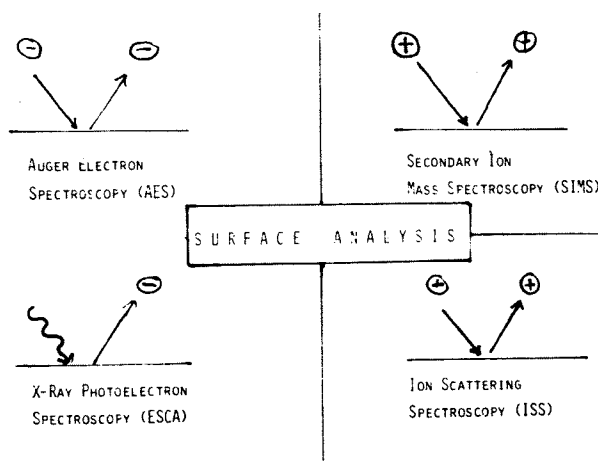 AUGER ELECTRON
SPECTROSCOPY (AES)
SECONDARY ION
MASS SPECTROSCOPY (SIMS)
SURFACE ANALYSIS
X-RAY PHOTOELECTRON
SPECTROSCOPY (ESCA)
ION SCATTERING
SPECTROSCOPY (ISS)